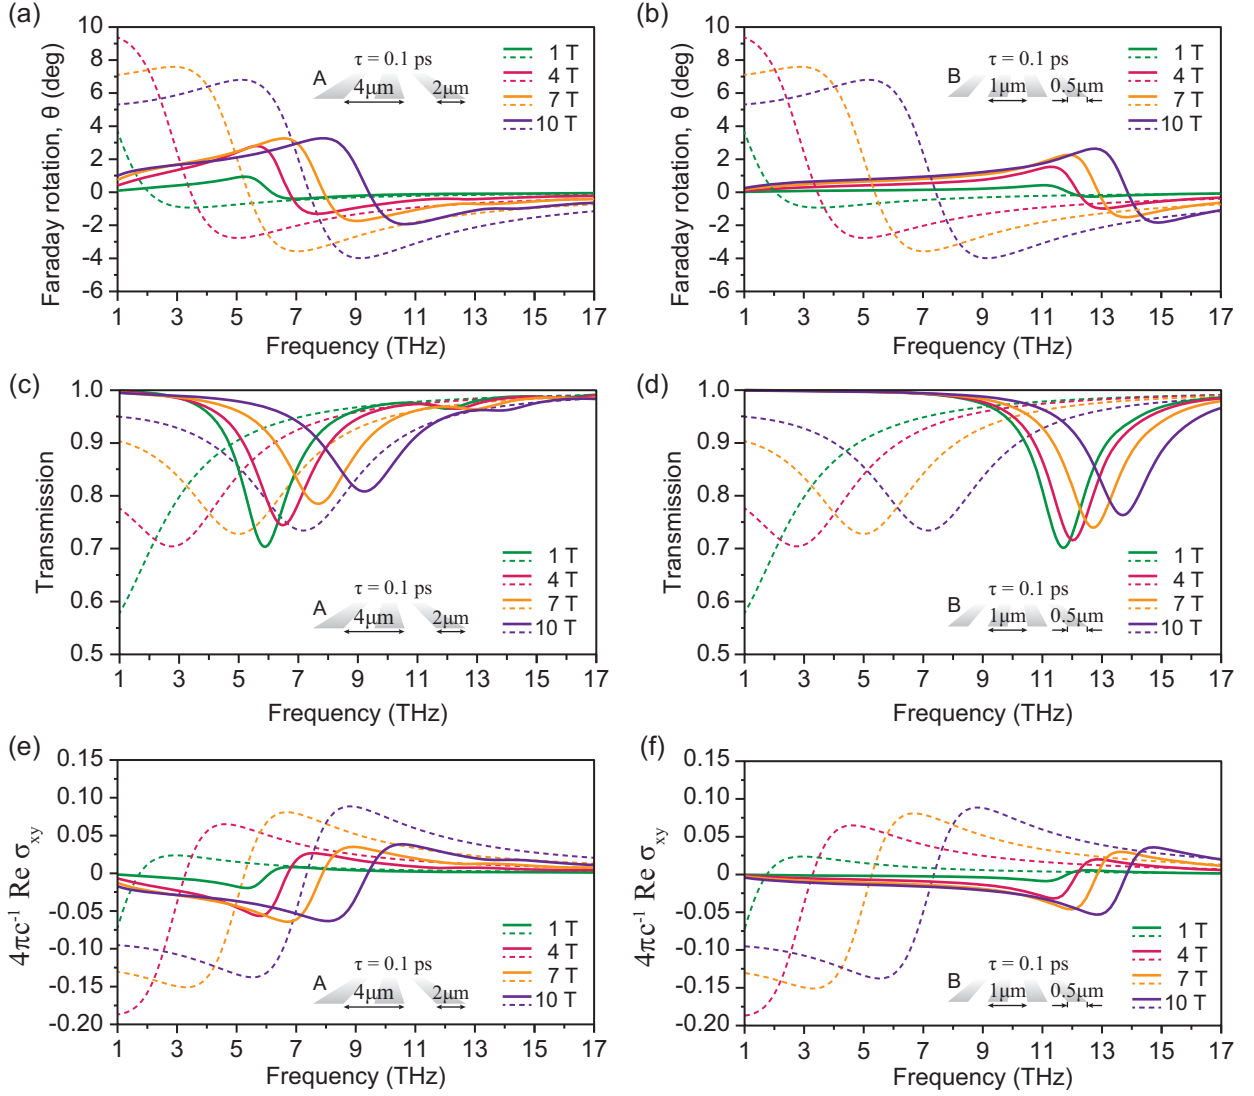 (a)
Faraday rotation, θ (deg)
10
8
6
4
2
0
-2
-4
-6
1 3 5 7 9 11 13 15 17
Frequency (THz)
τ = 0.1 ps
A
4μm
2μm
1 T
4 T
7 T
10 T
(b)
Faraday rotation, θ (deg)
10
8
6
4
2
0
-2
-4
-6
1 3 5 7 9 11 13 15 17
Frequency (THz)
τ = 0.1 ps
B
1μm
0.5μm
1 T
4 T
7 T
10 T
(c)
Transmission
1.0
0.9
0.8
0.7
0.6
0.5
1 3 5 7 9 11 13 15 17
Frequency (THz)
τ = 0.1 ps
A
4μm
2μm
1 T
4 T
7 T
10 T
(d)
Transmission
1.0
0.9
0.8
0.7
0.6
0.5
1 3 5 7 9 11 13 15 17
Frequency (THz)
τ = 0.1 ps
B
1μm
0.5μm
1 T
4 T
7 T
10 T
(e)
4πc⁻¹ Re σxy
0.15
0.10
0.05
0
-0.05
-0.10
-0.15
-0.20
1 3 5 7 9 11 13 15 17
Frequency (THz)
τ = 0.1 ps
A
4μm
2μm
1 T
4 T
7 T
10 T
(f)
4πc⁻¹ Re σxy
0.15
0.10
0.05
0
-0.05
-0.10
-0.15
-0.20
1 3 5 7 9 11 13 15 17
Frequency (THz)
τ = 0.1 ps
B
1μm
0.5μm
1 T
4 T
7 T
10 T